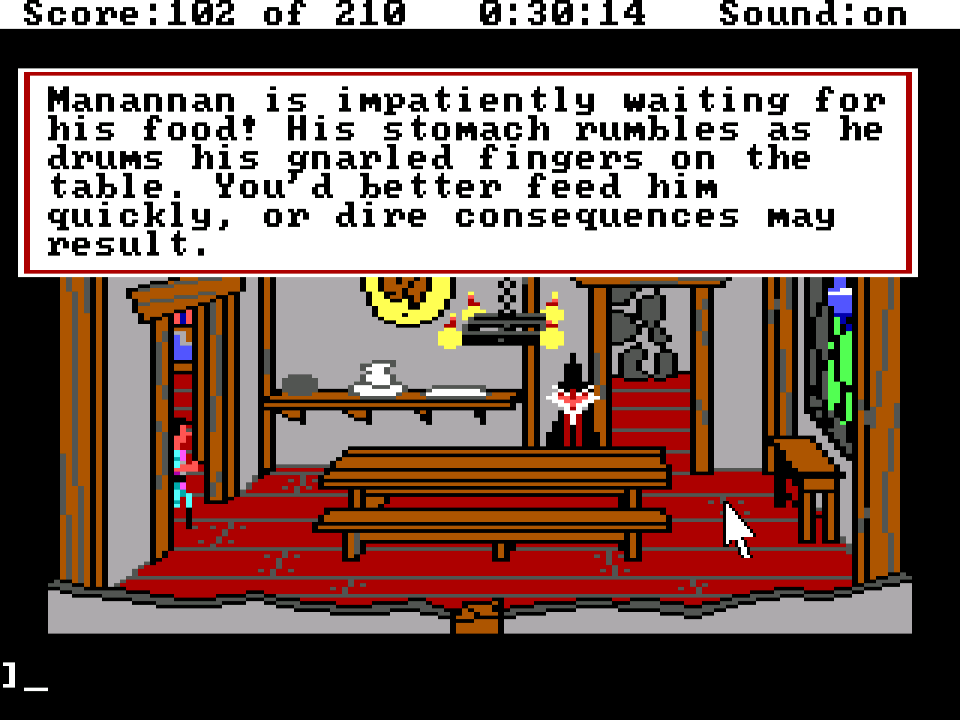 Score:102 of 210 0:30:14 Sound:on
Manannan is impatiently waiting for
his food! His stomach rumbles as he
drums his gnarled fingers on the
table. You'd better feed him
quickly, or dire consequences may
result.
]_